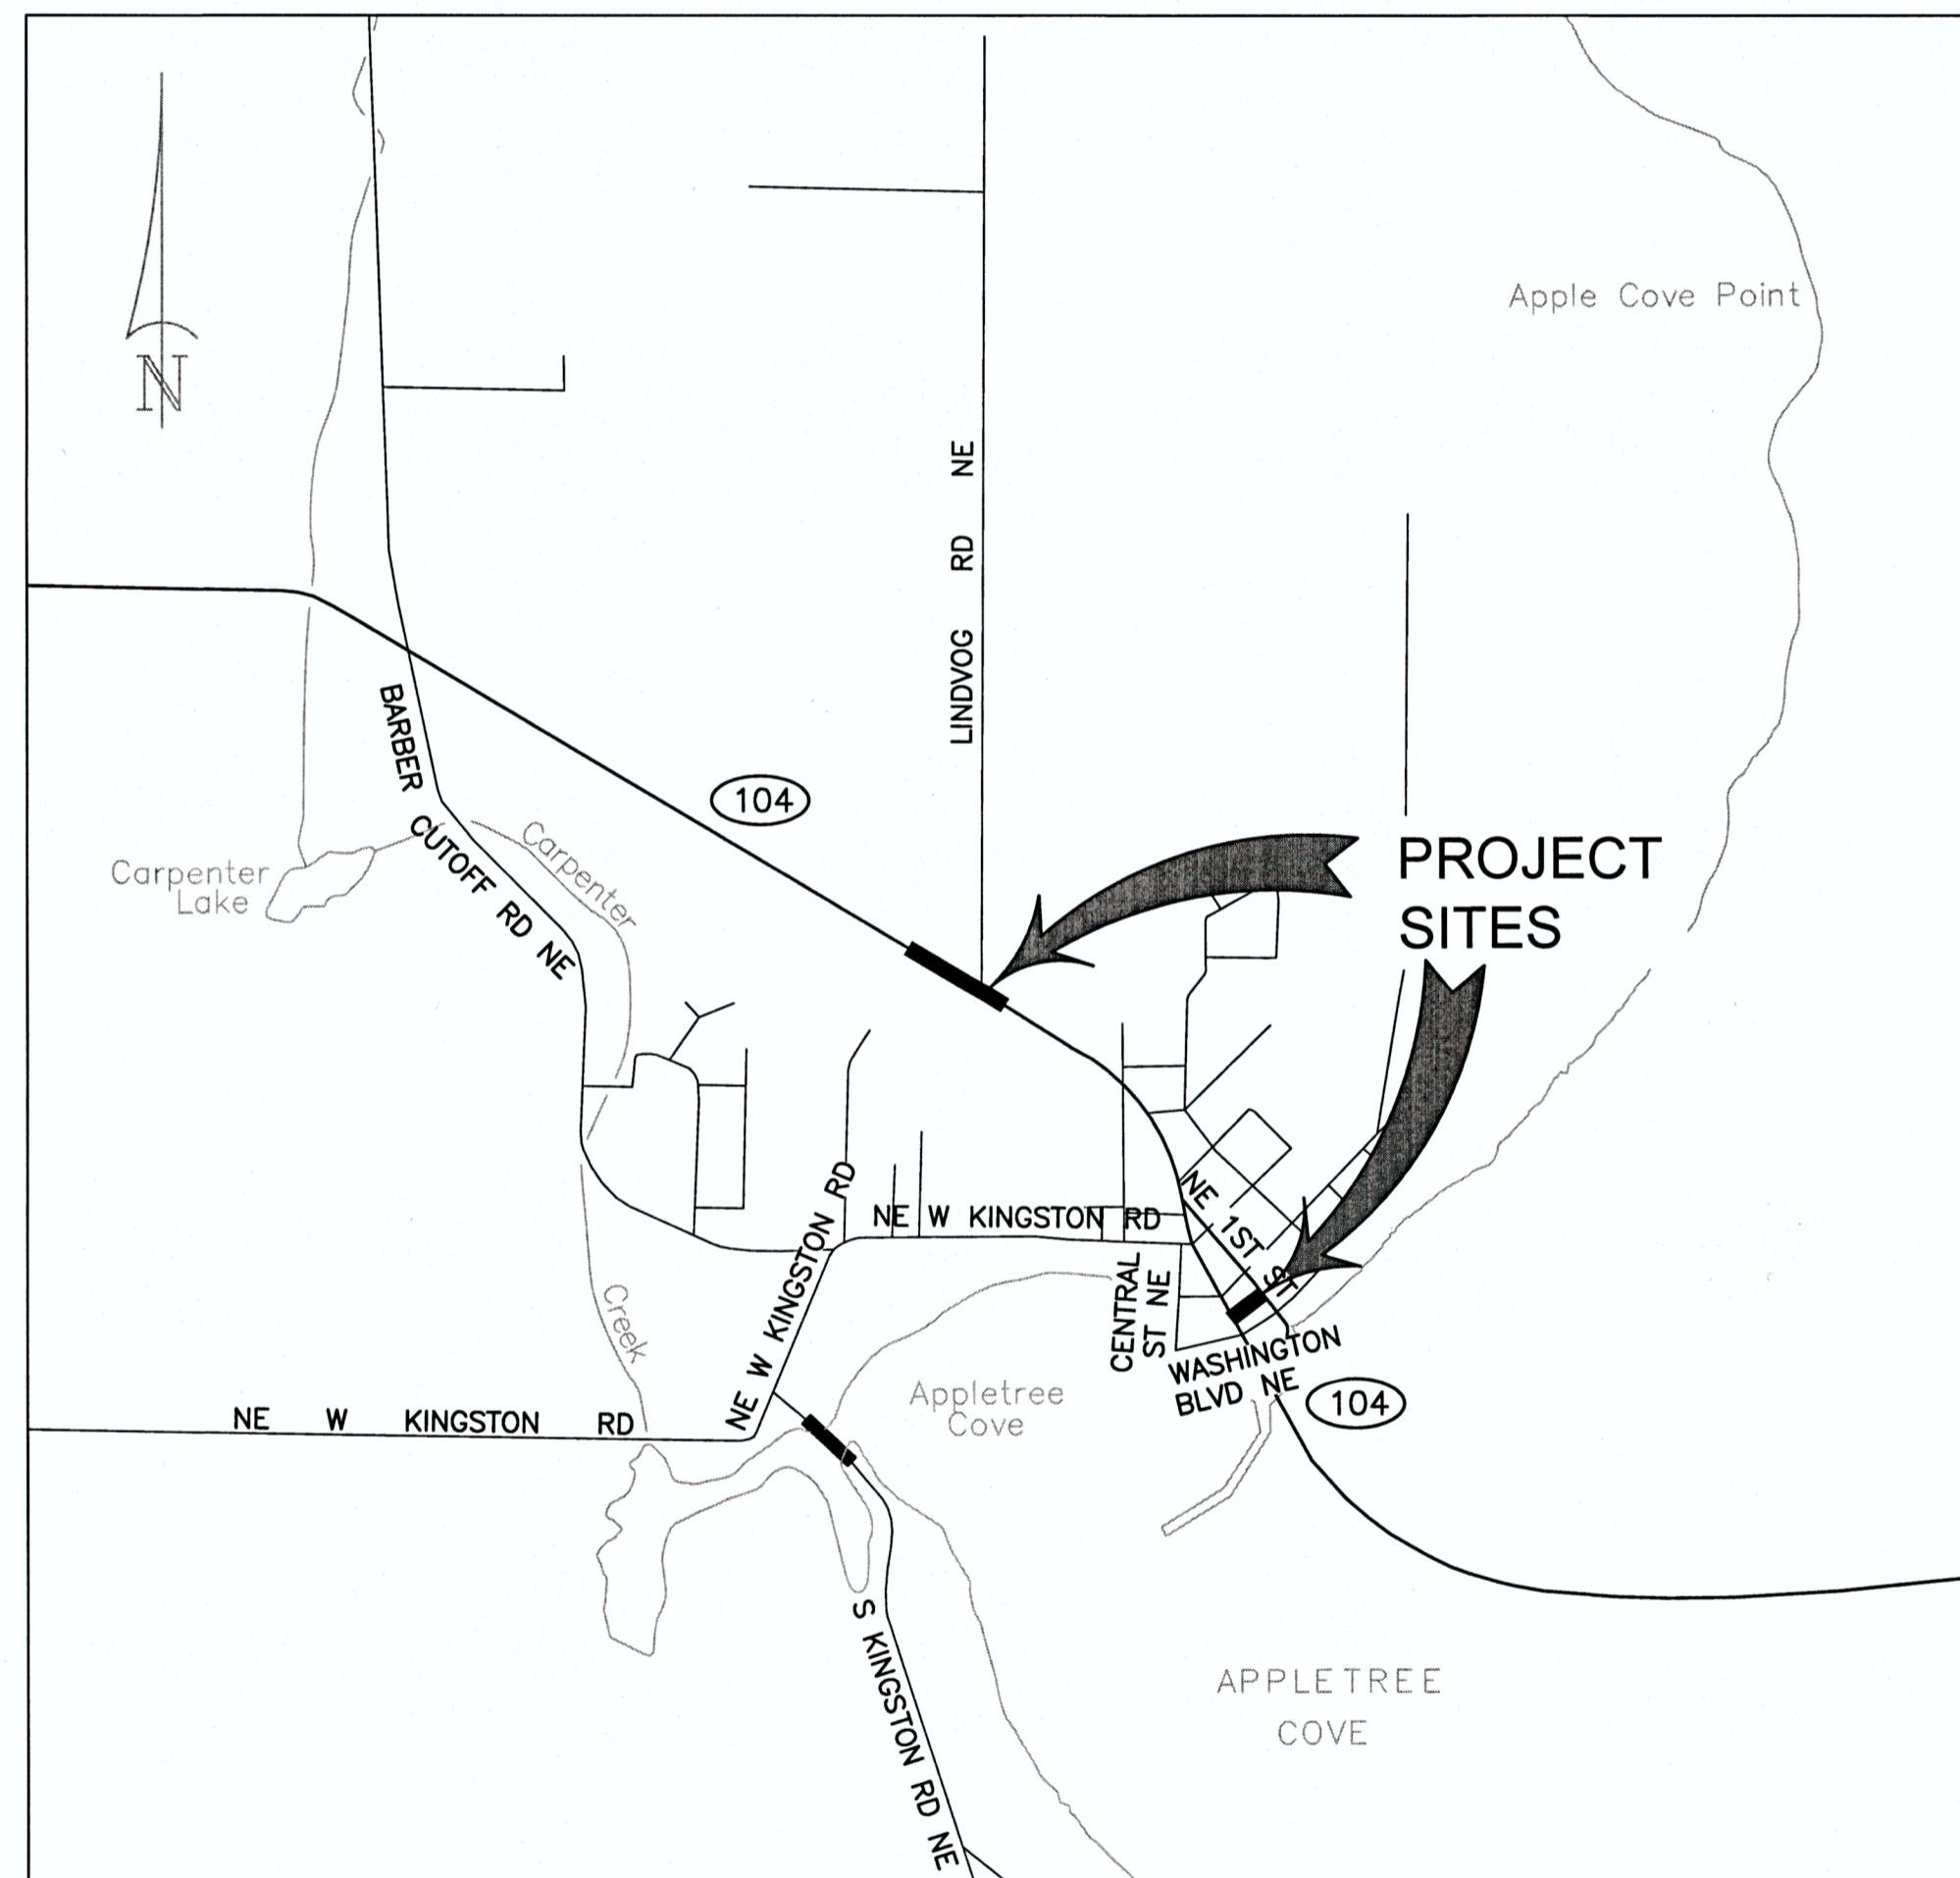 N
Apple Cove Point
LINDVOG RD NE
BARBER CUTOFF RD NE
104
PROJECT
SITES
Carpenter
Lake
Carpenter
Creek
NE W KINGSTON RD
NE W KINGSTON RD
NE 1ST ST
CENTRAL
ST NE
WASHINGTON
BLVD NE
104
Appletree
Cove
NE W KINGSTON RD
S KINGSTON RD NE
APPLETREE
COVE